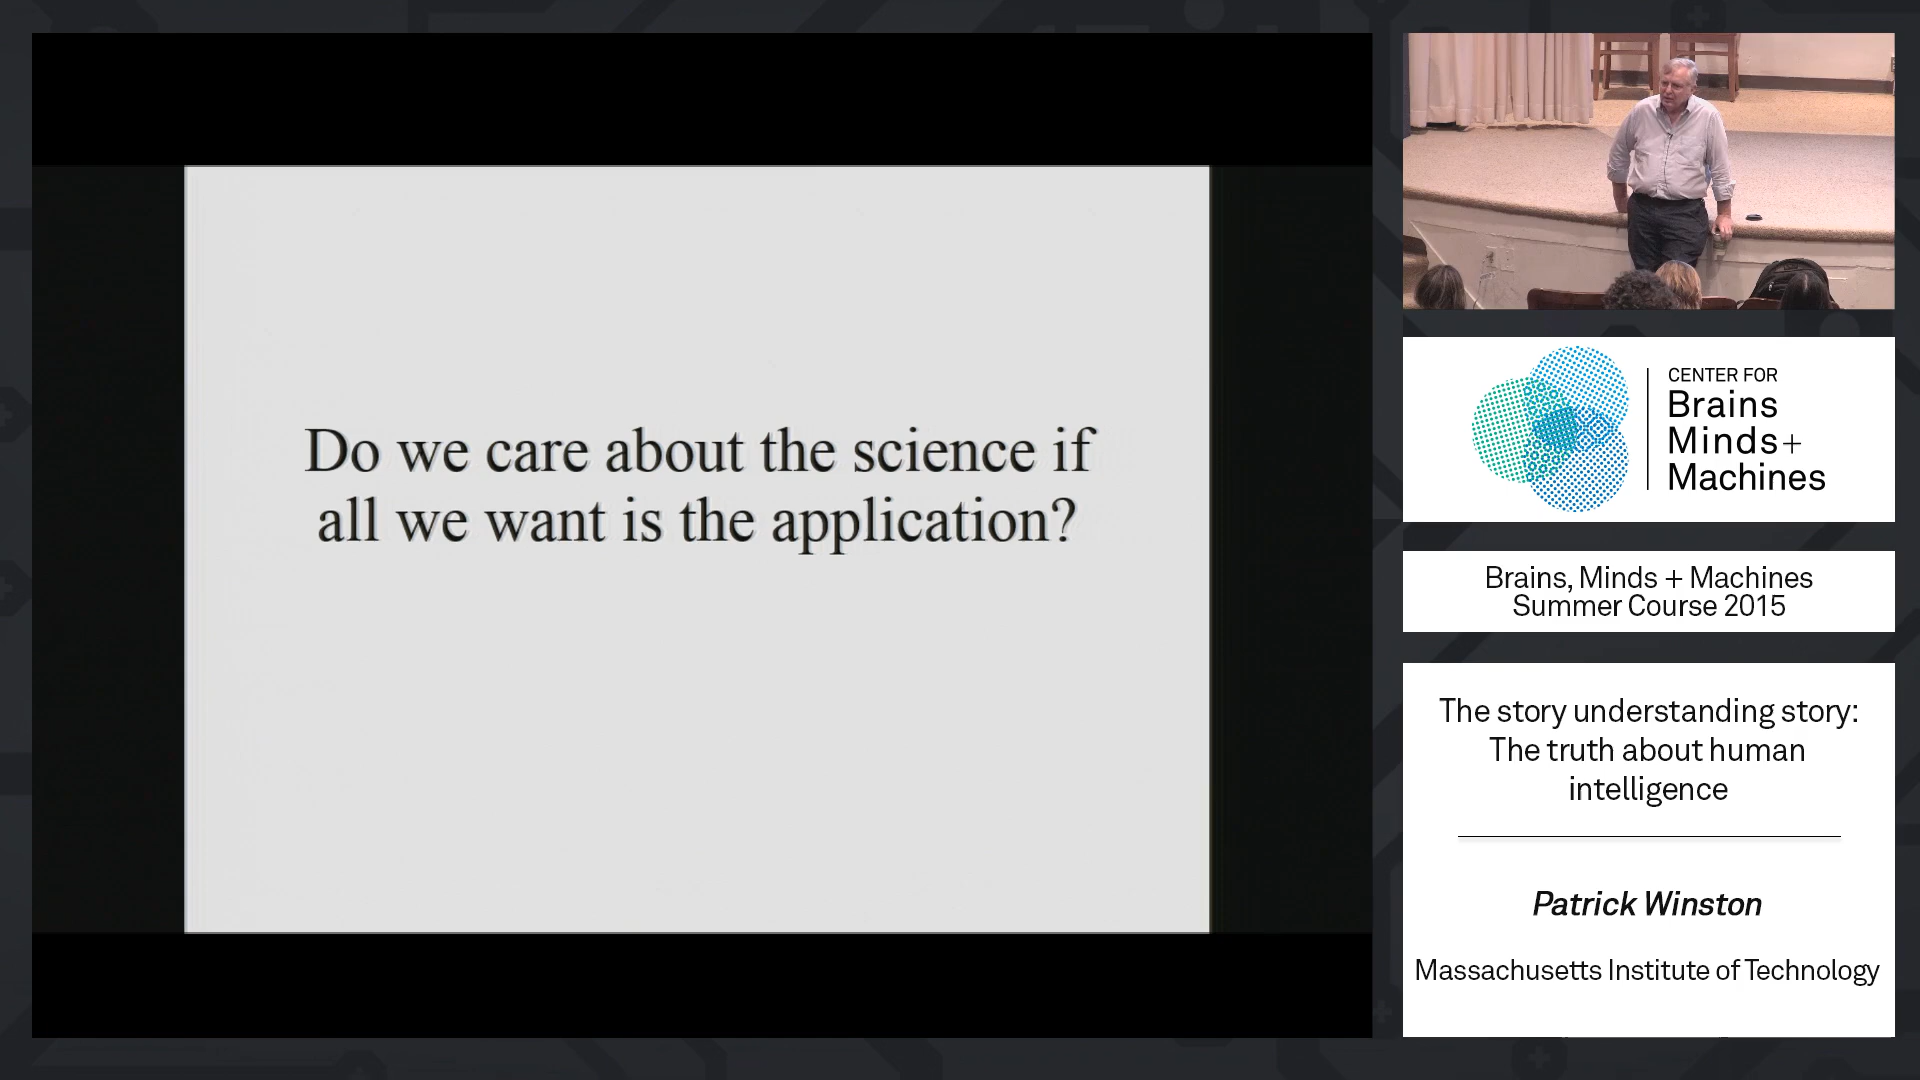 Do we care about the science if
all we want is the application?
CENTER FOR
Brains
Minds+
Machines
Brains, Minds + Machines
Summer Course 2015
The story understanding story:
The truth about human
intelligence
Patrick Winston
Massachusetts Institute of Technology